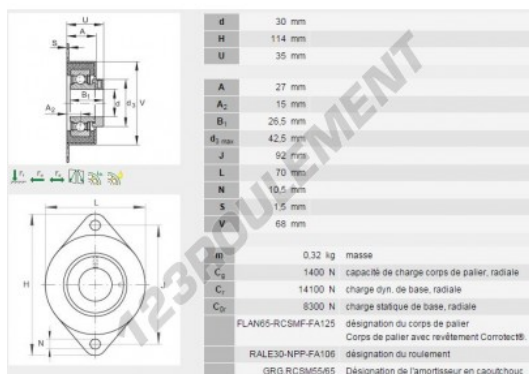 U
A
S
B1
A2
d
d3
V
L
H
J
N
d 30 mm
H 114 mm
U 35 mm
A 27 mm
A2 15 mm
B1 26,5 mm
d3 max 42,5 mm
J 92 mm
L 70 mm
N 10,5 mm
S 1,5 mm
V 68 mm
m 0,32 kg masse
Cg 1400 N capacité de charge corps de palier, radiale
Cr 14100 N charge dyn. de base, radiale
C0r 8300 N charge statique de base, radiale
FLAN65-RCSMF-FA125 désignation du corps de palier
Corps de palier avec revêtement Corrotect®.
RALE30-NPP-FA106 désignation du roulement
GRG.RCSM55/65 Désignation de l'amortisseur en caoutchouc
123ROULEMENT